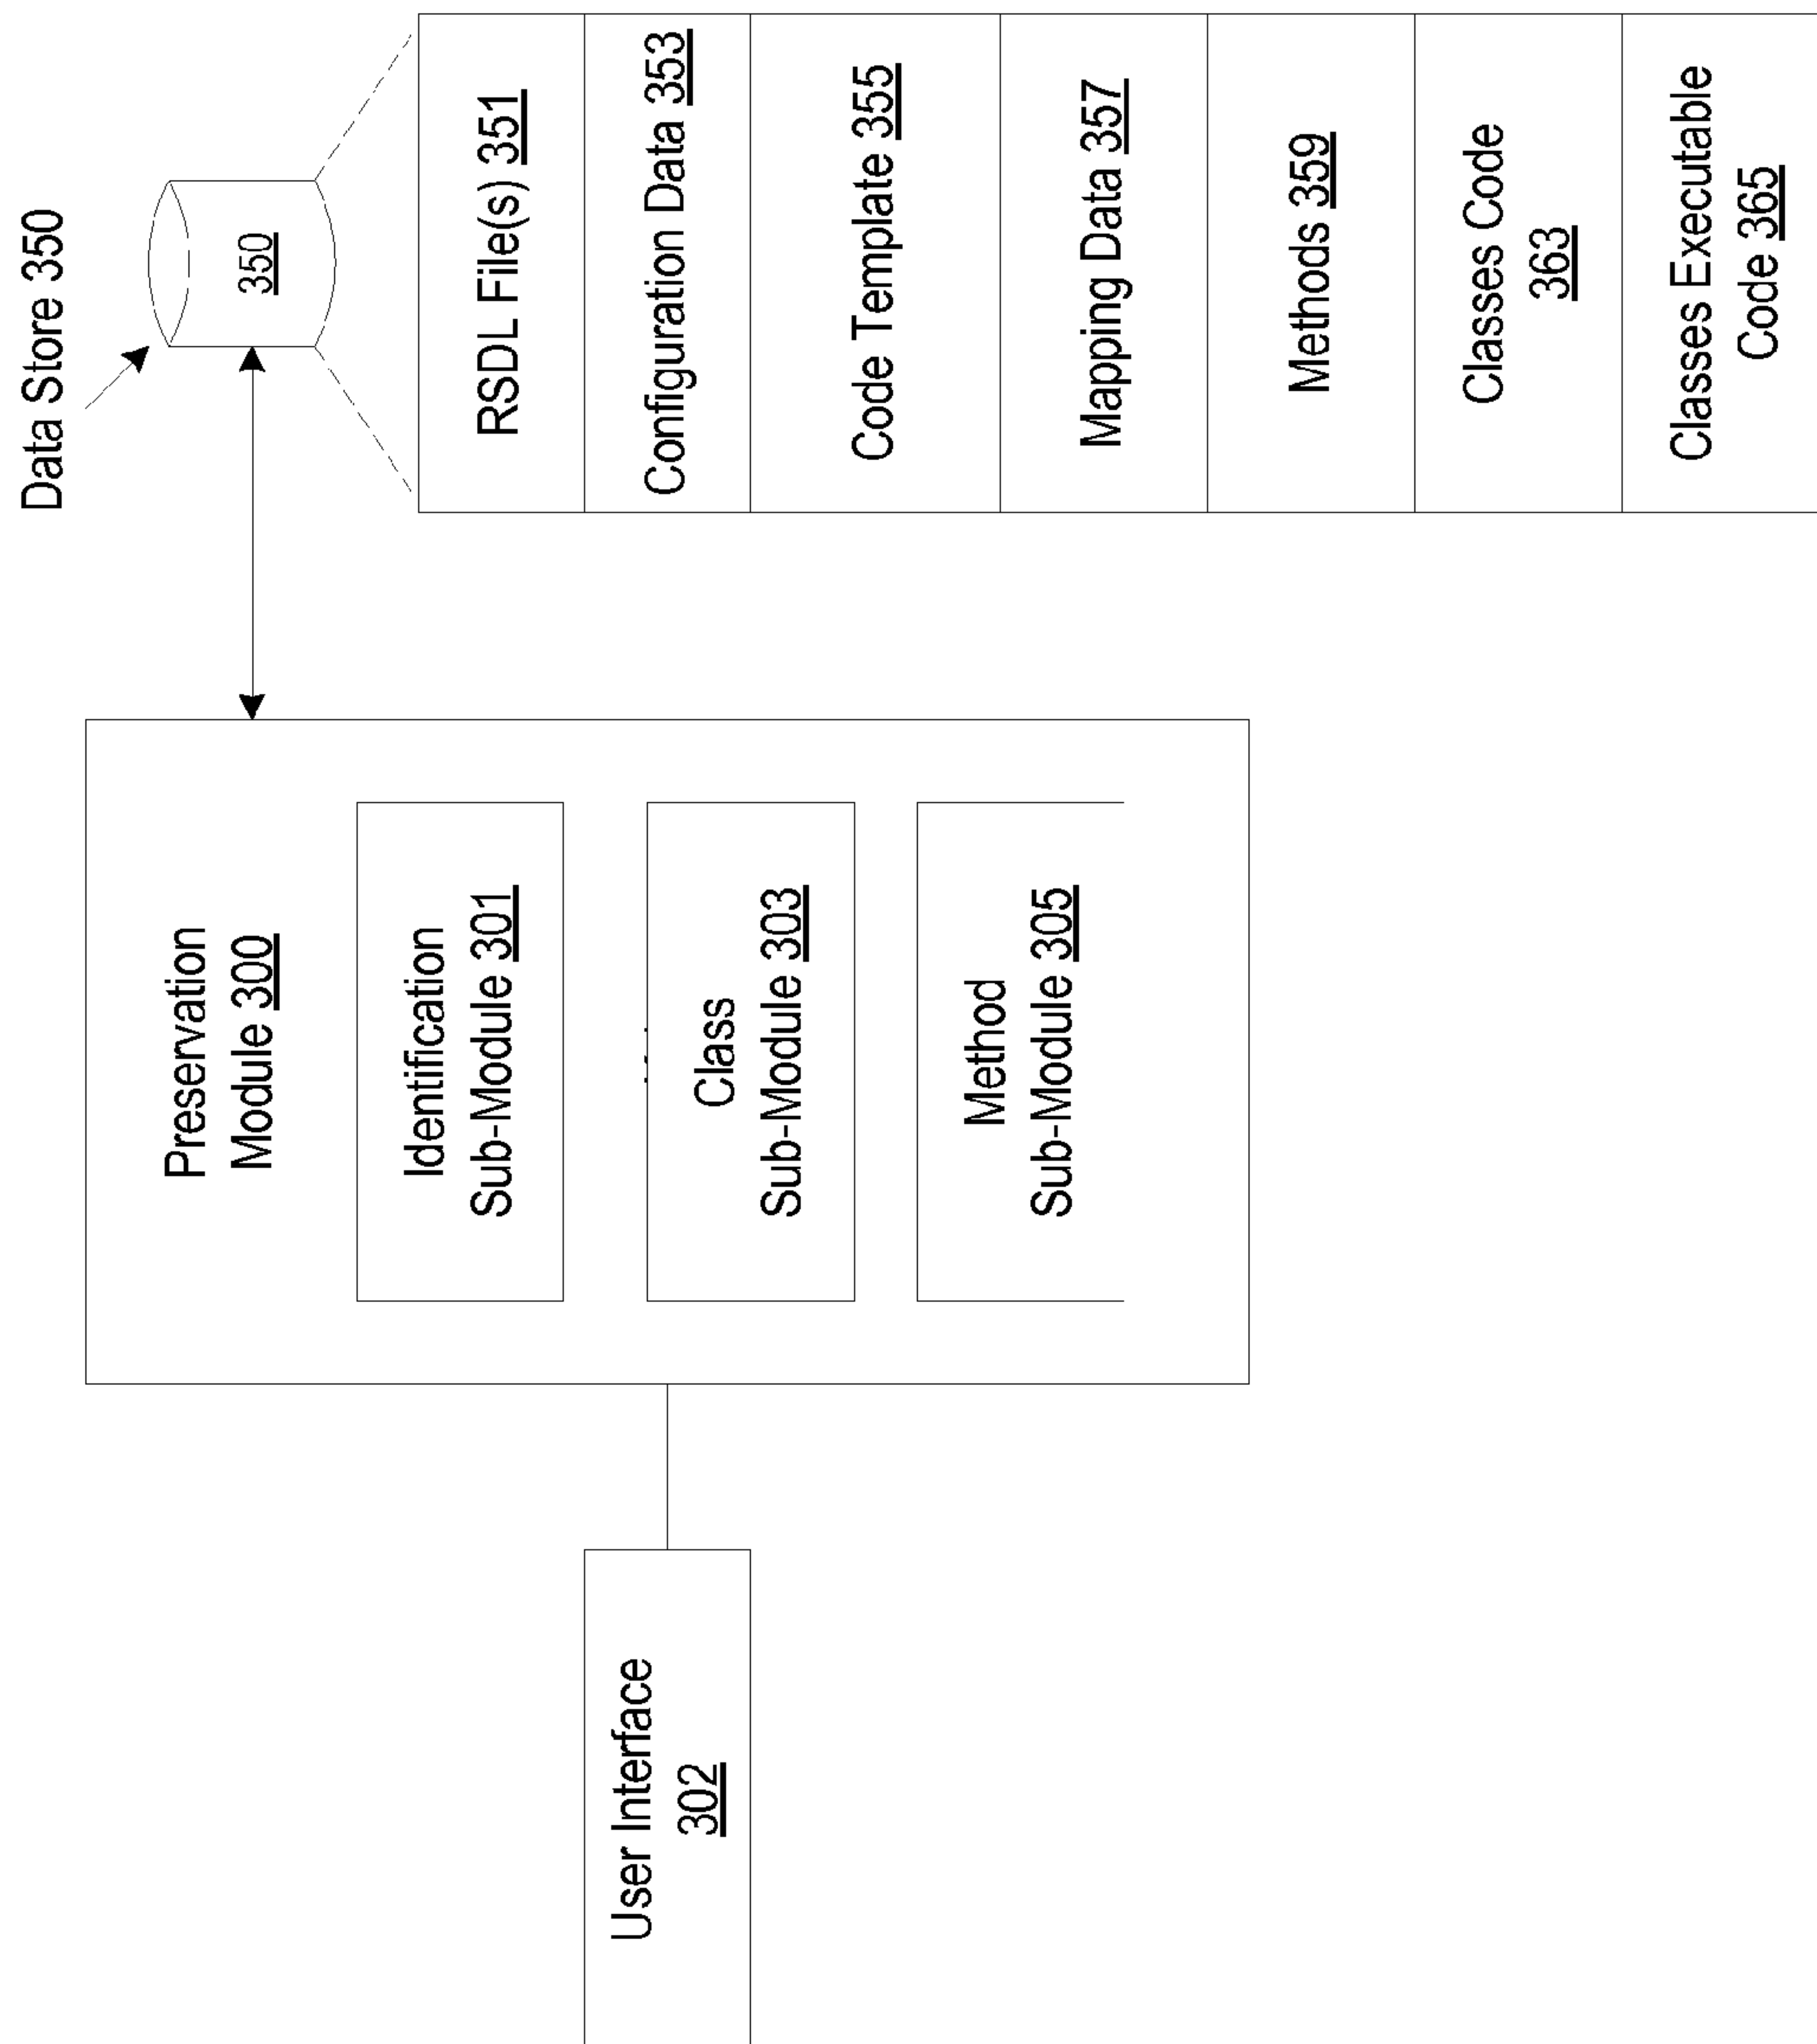 Data Store 350
350
Preservation
Module 300
Identification
Sub-Module 301
Class
Sub-Module 303
Method
Sub-Module 305
User Interface
302
RSDL File(s) 351
Configuration Data 353
Code Template 355
Mapping Data 357
Methods 359
Classes Code
363
Classes Executable
Code 365